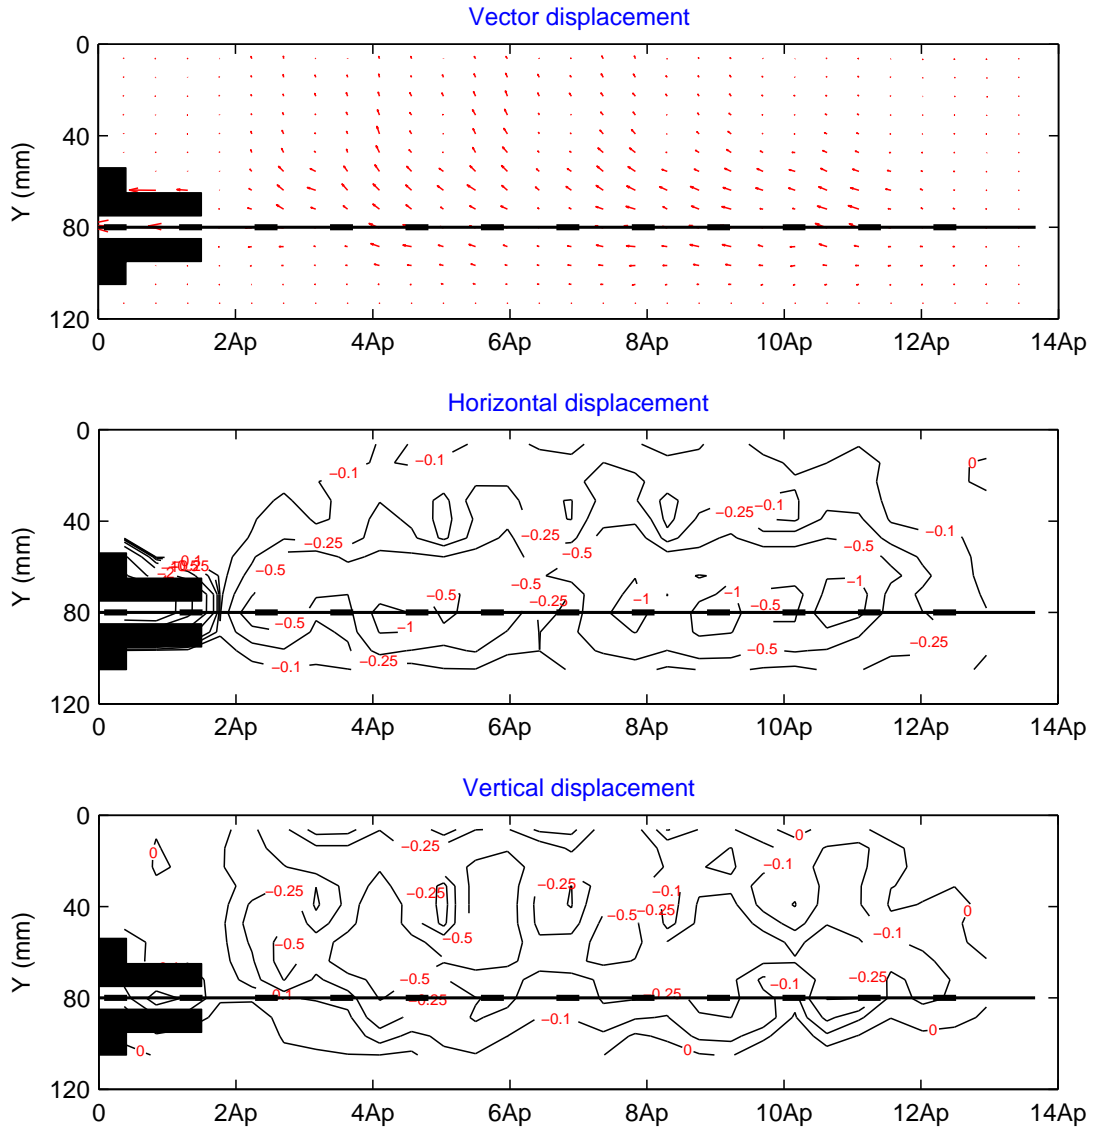 Vector displacement
0
40
80
120
Y (mm)
0 2Ap 4Ap 6Ap 8Ap 10Ap 12Ap 14Ap
Horizontal displacement
0
40
80
120
Y (mm)
−0.1 −0.1 0
−0.25 −0.1 −0.1
−0.25 −0.25
−0.5 −0.5
−0.5 −0.5
−2 −0.25
−0.5 −1 −1 −1 −0.5
−0.25
−0.5 −1 −0.25
−0.1 −0.25 −0.5
0 2Ap 4Ap 6Ap 8Ap 10Ap 12Ap 14Ap
Vertical displacement
0
40
80
120
Y (mm)
0 −0.25 0
−0.1
−0.25 −0.25 −0.25 −0.1
−0.5 −0.25 0
−0.5 −0.5 −0.1
−0.5 −0.1 −0.25
−0.25
−0.1
0 0 0
0 2Ap 4Ap 6Ap 8Ap 10Ap 12Ap 14Ap